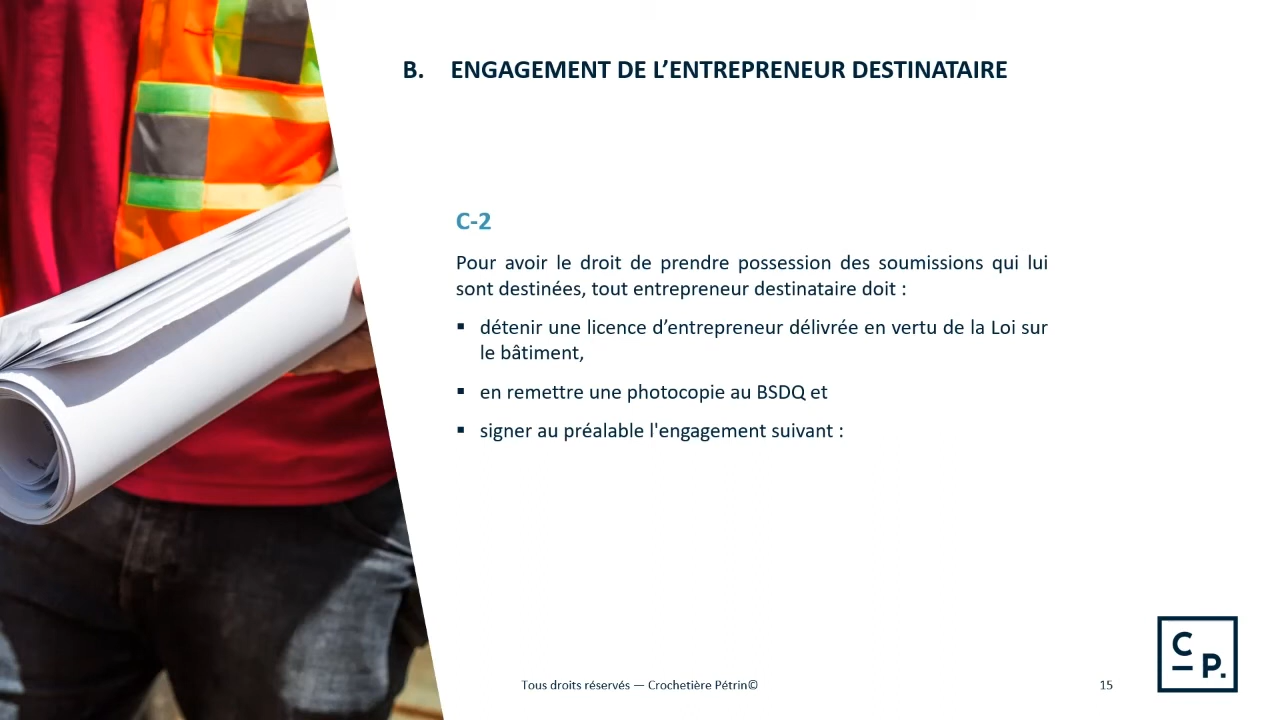 B. ENGAGEMENT DE L’ENTREPRENEUR DESTINATAIRE
C-2
Pour avoir le droit de prendre possession des soumissions qui lui
sont destinées, tout entrepreneur destinataire doit :
▪ détenir une licence d’entrepreneur délivrée en vertu de la Loi sur
le bâtiment,
▪ en remettre une photocopie au BSDQ et
▪ signer au préalable l'engagement suivant :
Tous droits réservés — Crochetière Pétrin©
15
C
P.